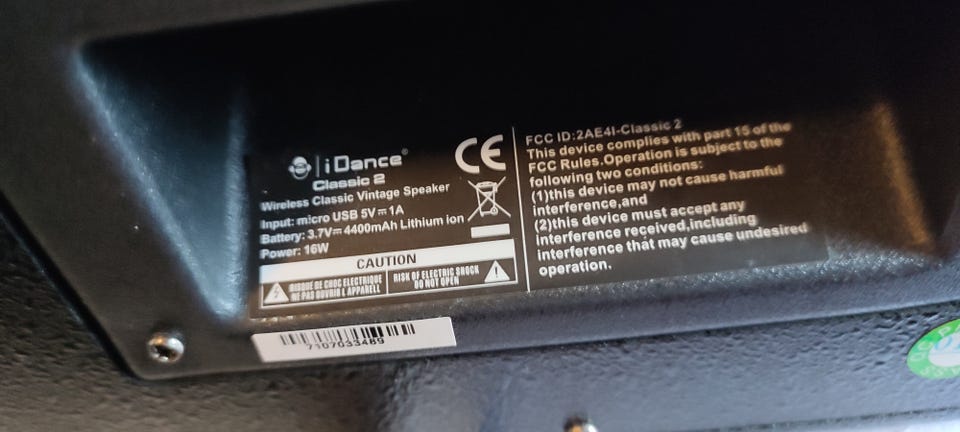 iDance®
Classic 2
Wireless Classic Vintage Speaker
Input: micro USB 5V⎓1A
Battery: 3.7V⎓4400mAh Lithium ion
Power: 16W
CE
CAUTION
RISQUE DE CHOC ELECTRIQUE
NE PAS OUVRIR L APPAREIL
RISK OF ELECTRIC SHOCK
DO NOT OPEN
FCC ID:2AE4I-Classic 2
This device complies with part 15 of the
FCC Rules.Operation is subject to the
following two conditions:
(1)this device may not cause harmful
interference,and
(2)this device must accept any
interference received,including
interference that may cause undesired
operation.
7107033489